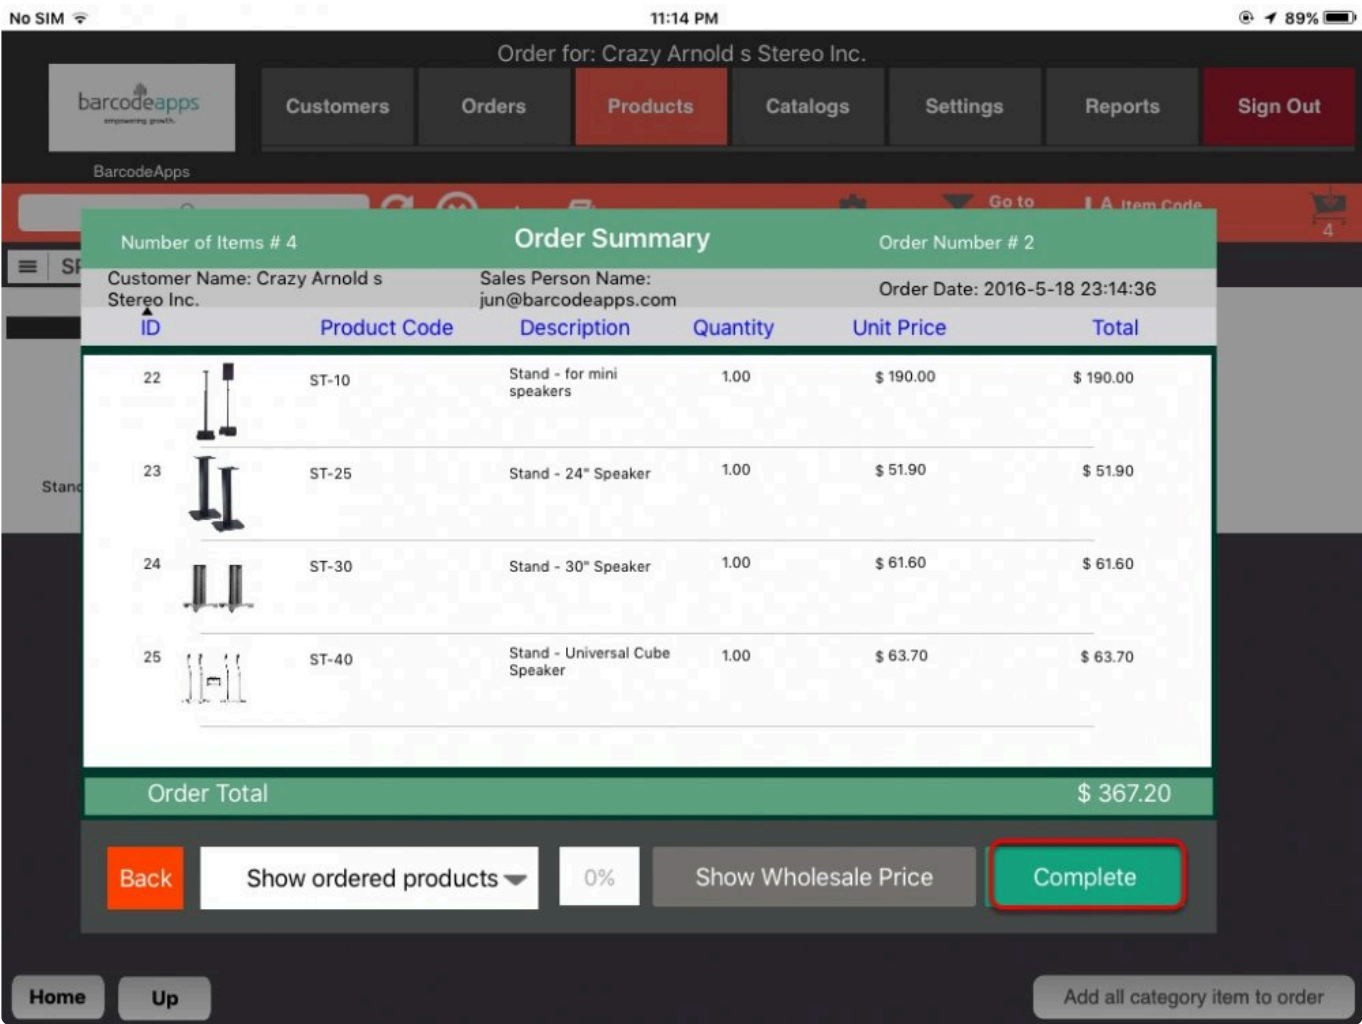 No SIM 11:14 PM 89%
Order for: Crazy Arnold s Stereo Inc.
barcodeapps
empowering growth.
Customers Orders Products Catalogs Settings Reports Sign Out
BarcodeApps
Go to
A Item Code
4
Number of Items # 4 Order Summary Order Number # 2
Customer Name: Crazy Arnold s
Stereo Inc.
Sales Person Name:
jun@barcodeapps.com
Order Date: 2016-5-18 23:14:36
ID Product Code Description Quantity Unit Price Total
22 ST-10 Stand - for mini
speakers 1.00 $ 190.00 $ 190.00
23 ST-25 Stand - 24" Speaker 1.00 $ 51.90 $ 51.90
Stand
24 ST-30 Stand - 30" Speaker 1.00 $ 61.60 $ 61.60
25 ST-40 Stand - Universal Cube
Speaker 1.00 $ 63.70 $ 63.70
Order Total $ 367.20
Back Show ordered products 0% Show Wholesale Price Complete
Home Up Add all category item to order